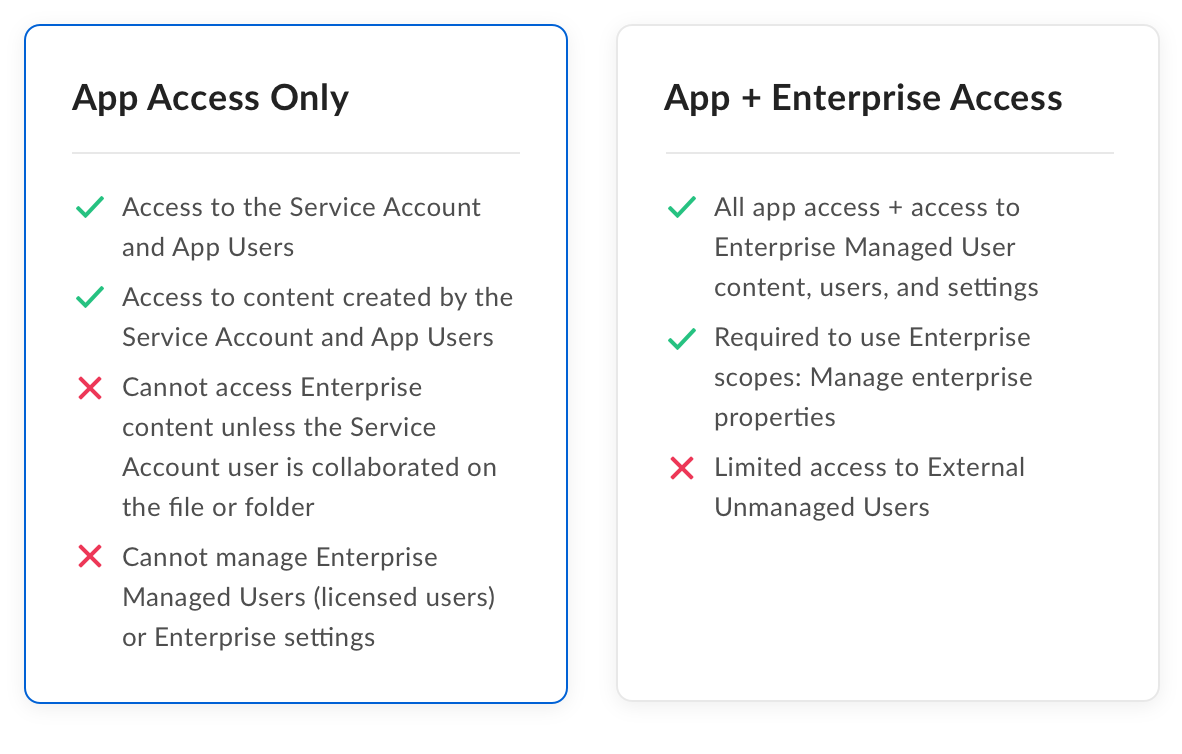 App Access Only
Access to the Service Account
and App Users
Access to content created by the
Service Account and App Users
Cannot access Enterprise
content unless the Service
Account user is collaborated on
the file or folder
Cannot manage Enterprise
Managed Users (licensed users)
or Enterprise settings
App + Enterprise Access
All app access + access to
Enterprise Managed User
content, users, and settings
Required to use Enterprise
scopes: Manage enterprise
properties
Limited access to External
Unmanaged Users